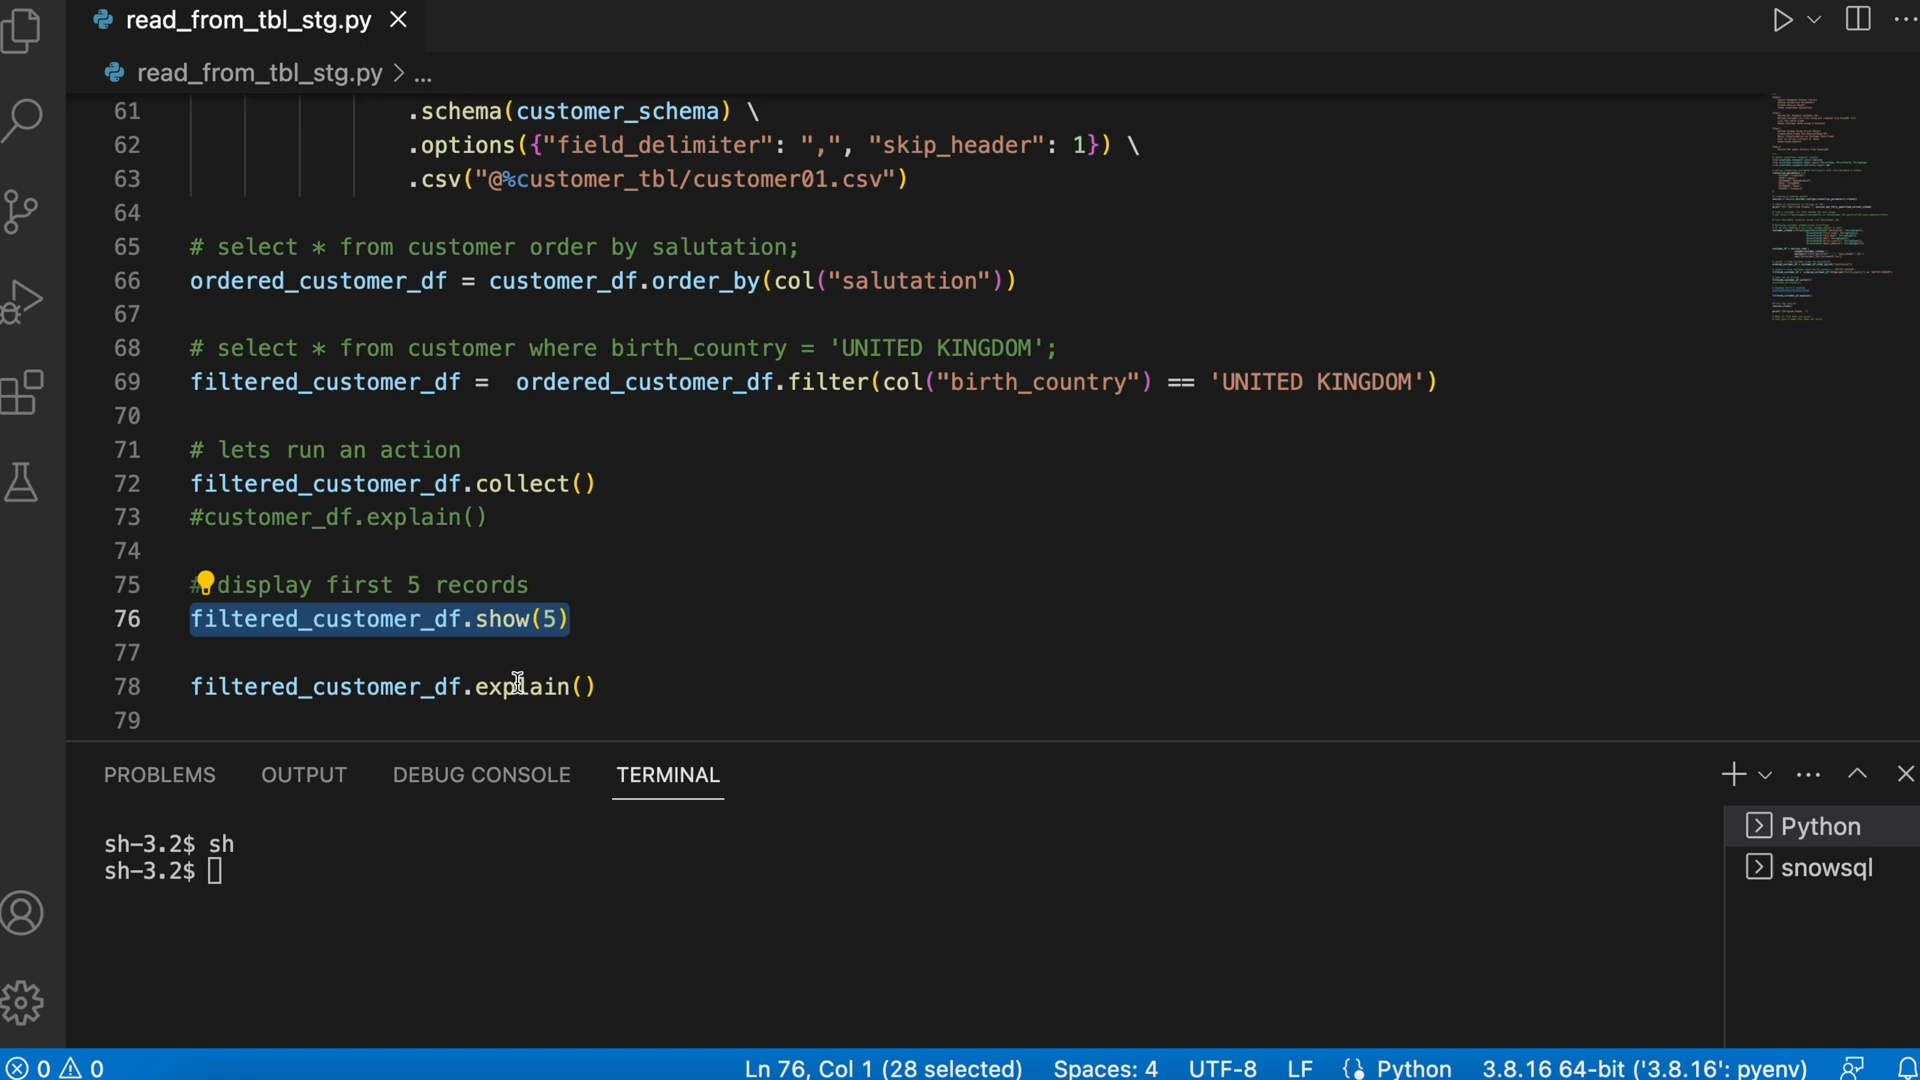 read_from_tbl_stg.py
read_from_tbl_stg.py > ...
61 .schema(customer_schema) \
62 .options({"field_delimiter": ",", "skip_header": 1}) \
63 .csv("@%customer_tbl/customer01.csv")
64
65 # select * from customer order by salutation;
66 ordered_customer_df = customer_df.order_by(col("salutation"))
67
68 # select * from customer where birth_country = 'UNITED KINGDOM';
69 filtered_customer_df =  ordered_customer_df.filter(col("birth_country") == 'UNITED KINGDOM')
70
71 # lets run an action
72 filtered_customer_df.collect()
73 #customer_df.explain()
74
75 # display first 5 records
76 filtered_customer_df.show(5)
77
78 filtered_customer_df.explain()
79
PROBLEMS OUTPUT DEBUG CONSOLE TERMINAL
sh-3.2$ sh
sh-3.2$
Python
snowsql
0 0 Ln 76, Col 1 (28 selected) Spaces: 4 UTF-8 LF Python 3.8.16 64-bit ('3.8.16': pyenv)